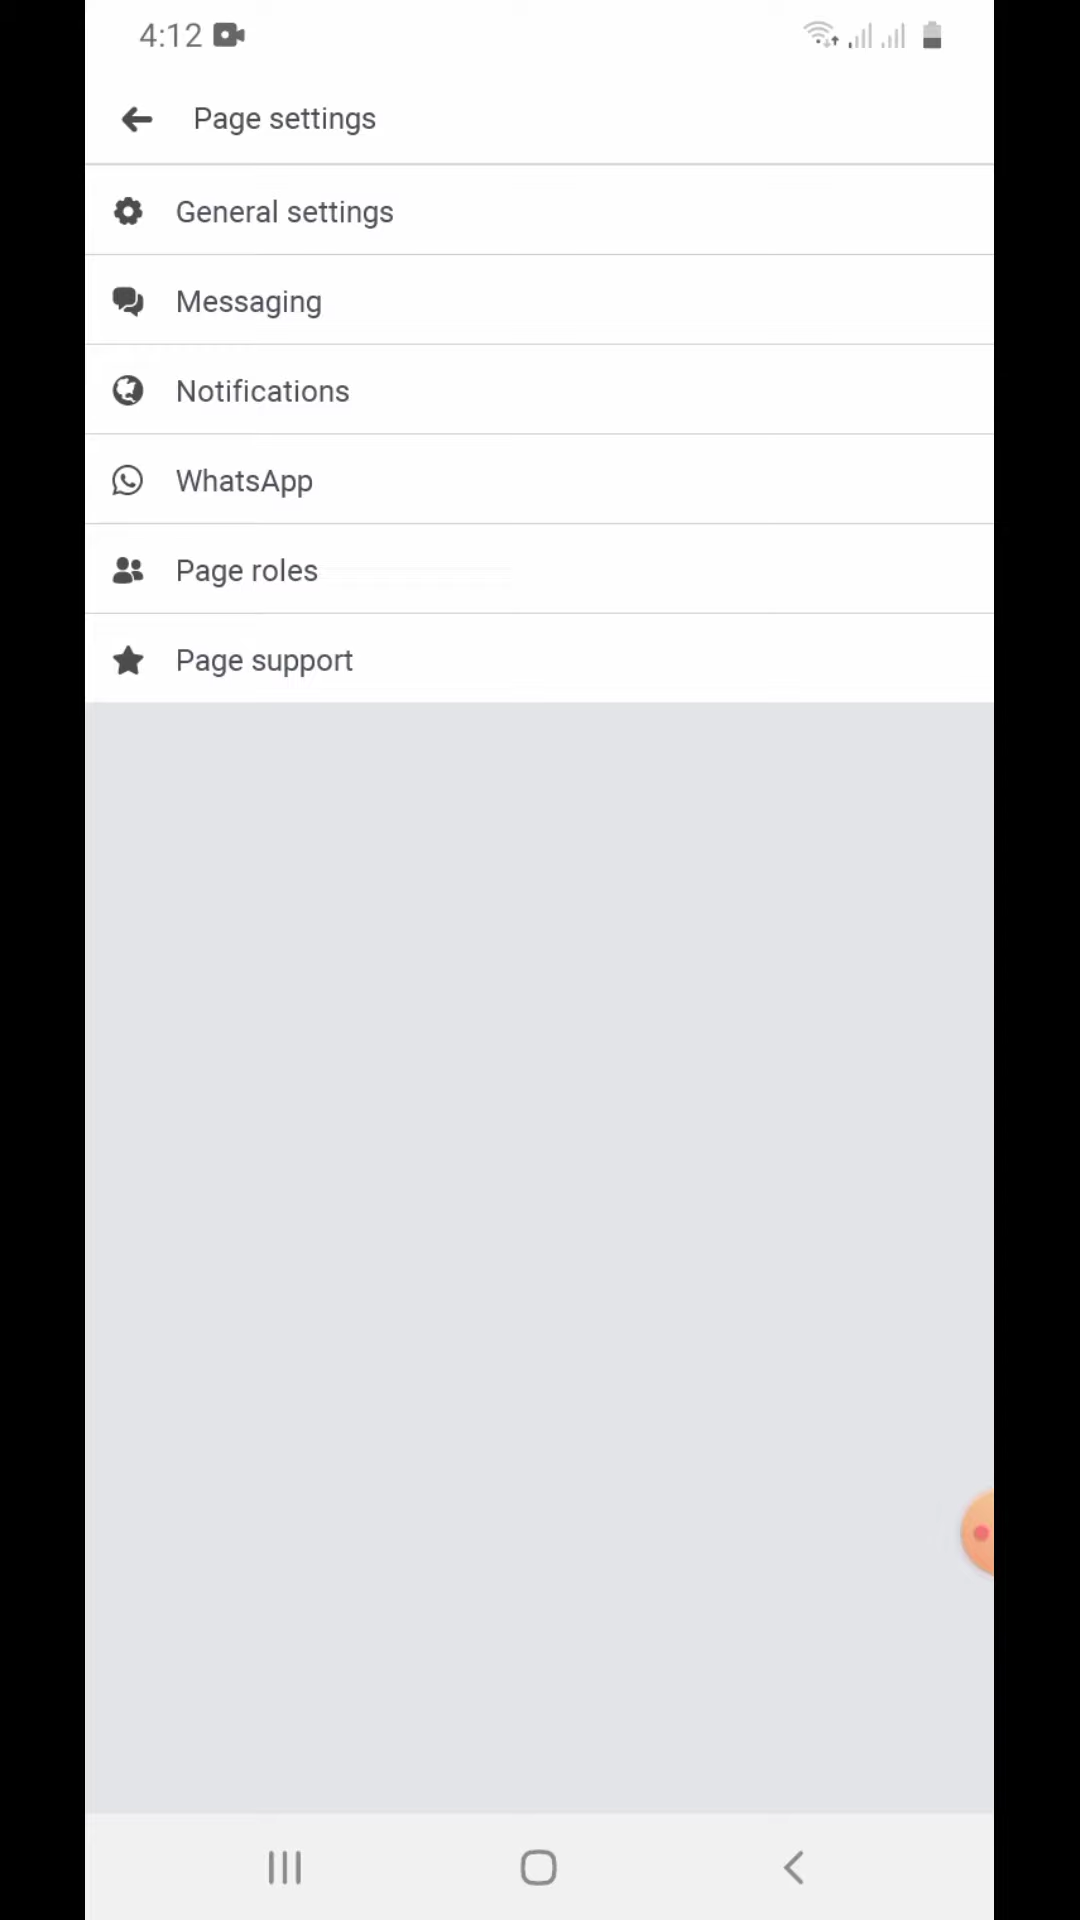 4:12
Page settings
General settings
Messaging
Notifications
WhatsApp
Page roles
Page support